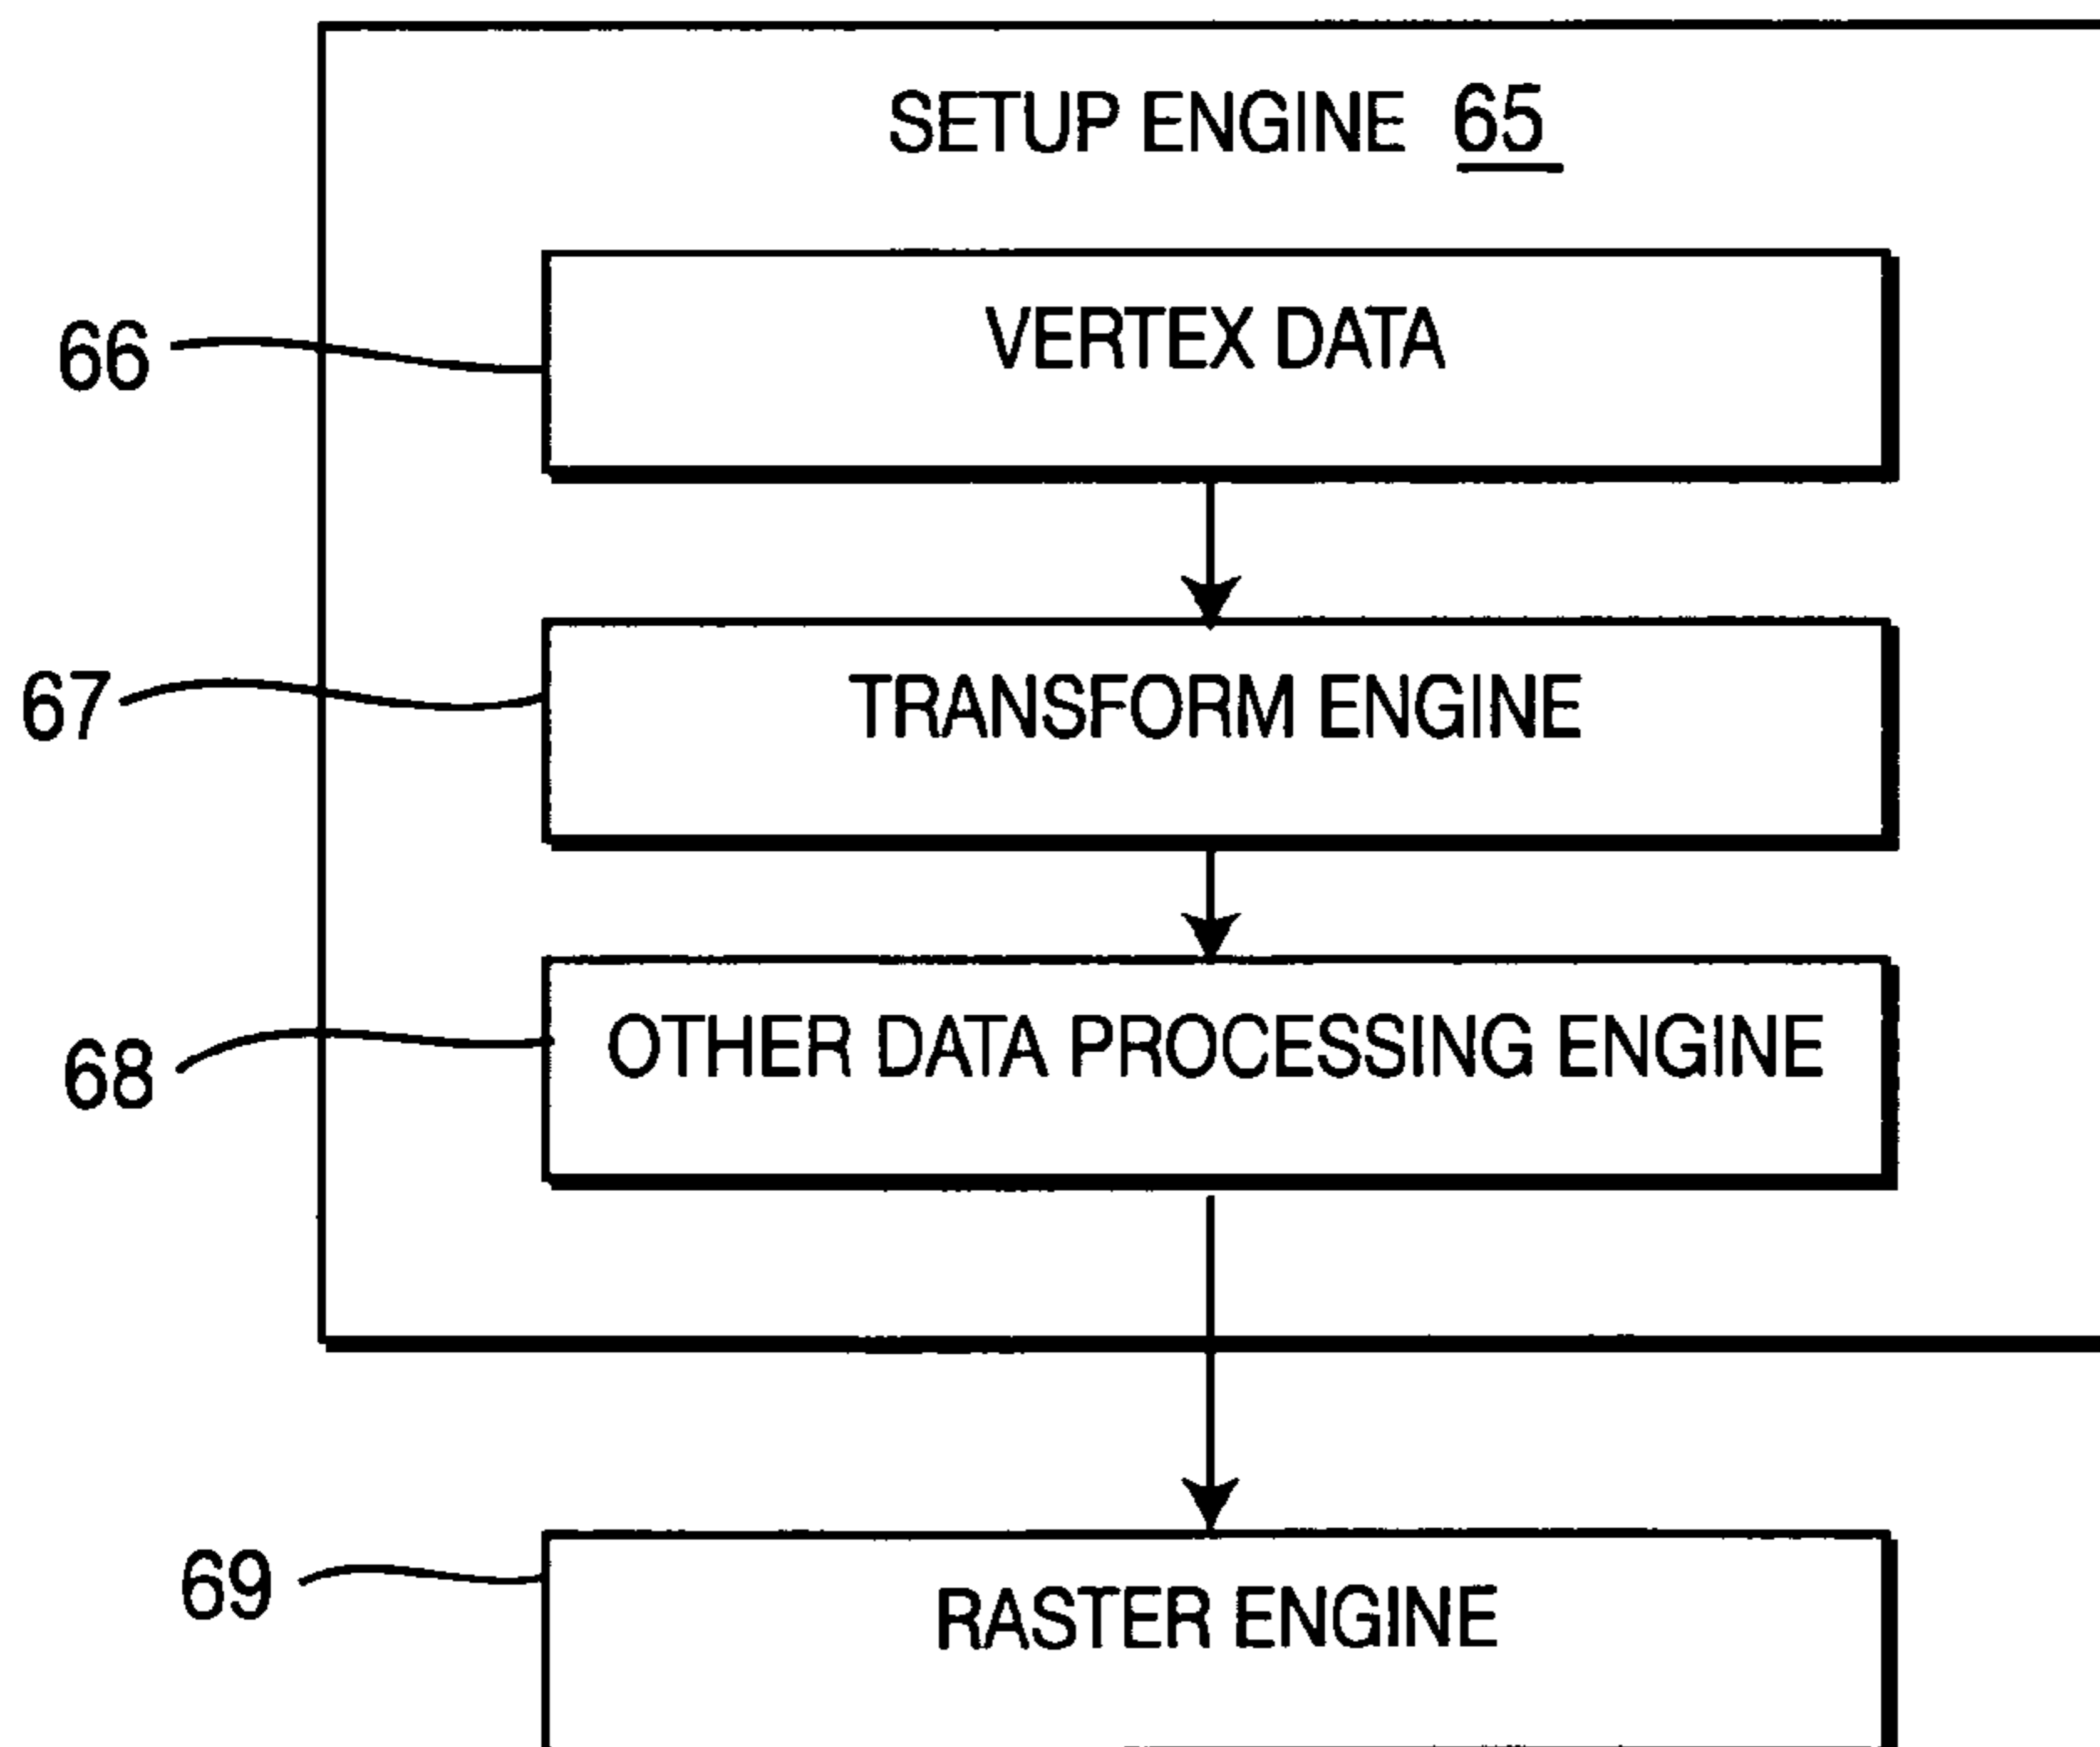 SETUP ENGINE 65
66
VERTEX DATA
67
TRANSFORM ENGINE
68
OTHER DATA PROCESSING ENGINE
69
RASTER ENGINE